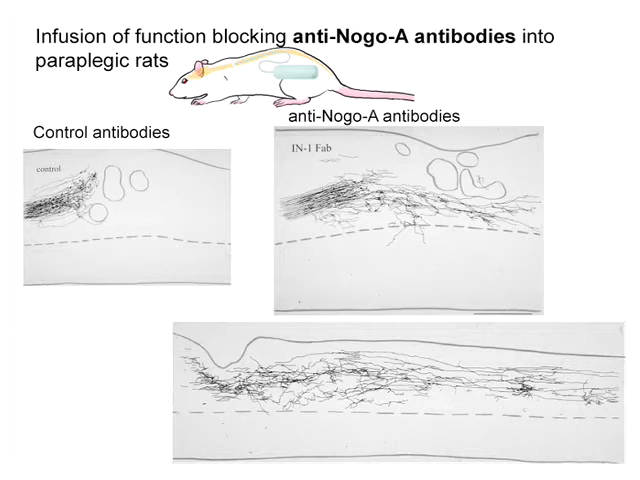 Infusion of function blocking anti-Nogo-A antibodies into
paraplegic rats
anti-Nogo-A antibodies
Control antibodies
IN-1 Fab
control